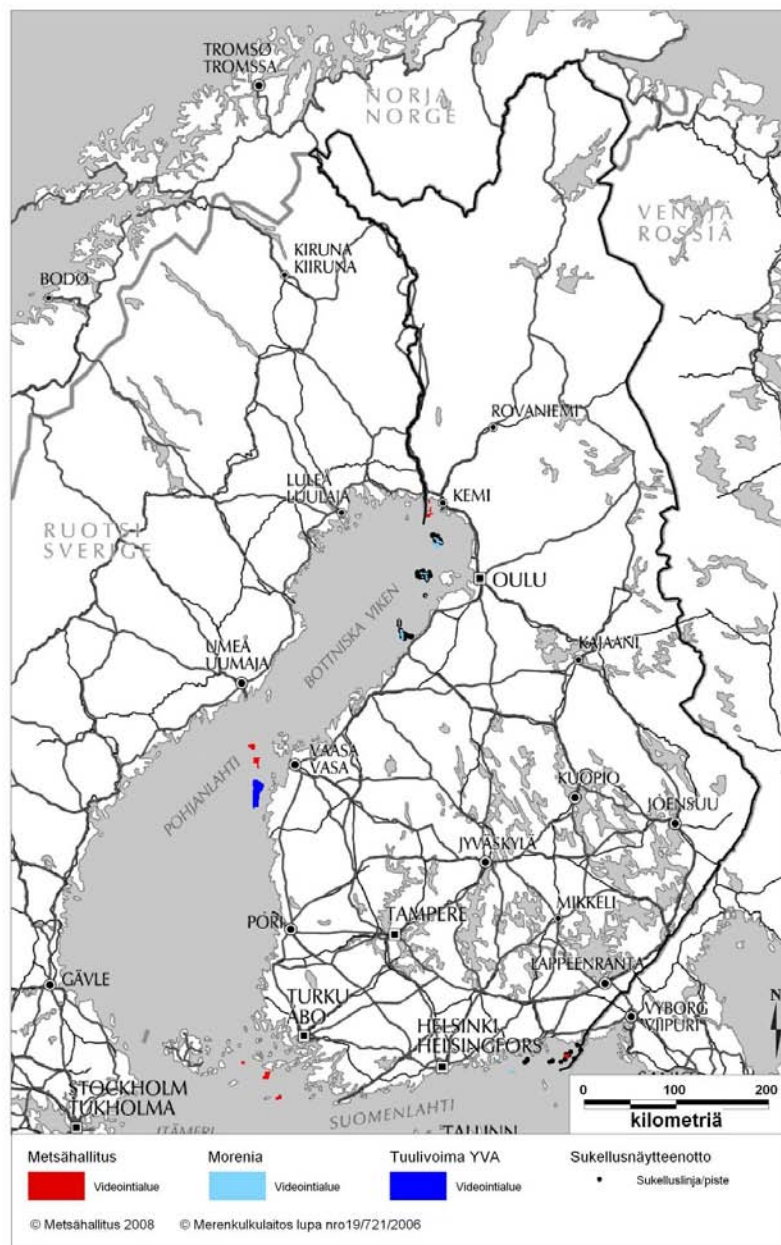 TROMSØ
TROMSSA
NORJA
NORGE
VENÄJÄ
ROSSIÄ
KIRUNA
KIIRUNA
BODØ
ROVANIEMI
LULEÅ
LUULAJA
KEMI
RUOTSI
SVERIGE
OULU
BOTTNISKA VIKEN
KAJAANI
UMEÅ
UUMAJA
VAASA
VASA
POHJANLAHTI
KUOPIO
JOENSUU
JYVÄSKYLÄ
MIKKELI
TAMPERE
PORI
LAPPEENRANTA
GÄVLE
N
TURKU
ÅBO
VYBORG
VIIPURI
HELSINKI
HELSINGFORS
STOCKHOLM
TUKHOLMA
SUOMENLAHTI
ITÄMERI
TALLINN
0 100 200
kilometriä
Metsähallitus Morenia Tuulivoima YVA Sukellusnäytteenotto
Videointialue Videointialue Videointialue Sukelluslinja/piste
© Metsähallitus 2008 © Merenkulkulaitos lupa nro19/721/2006